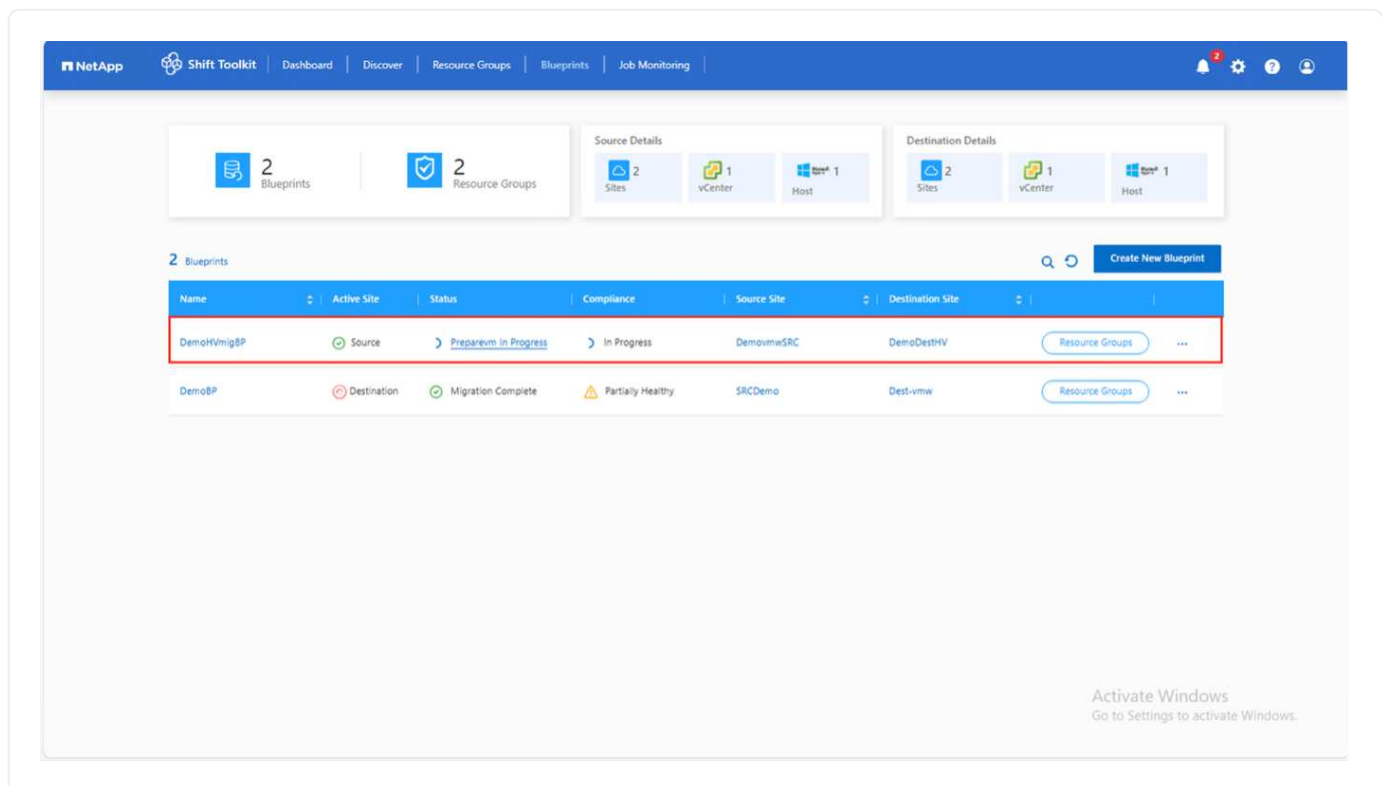 NetApp Shift Toolkit Dashboard Discover Resource Groups Blueprints Job Monitoring 2
Source Details Destination Details
2 Blueprints 2 Resource Groups 2 Sites 1 vCenter 1 Host 2 Sites 1 vCenter 1 Host
2 Blueprints Create New Blueprint
Name Active Site Status Compliance Source Site Destination Site
DemoHVmigBP Source Preparevm In Progress In Progress DemovmwSRC DemoDestHV Resource Groups
DemoBP Destination Migration Complete Partially Healthy SRCDemo Dest-vmw Resource Groups
Activate Windows
Go to Settings to activate Windows.